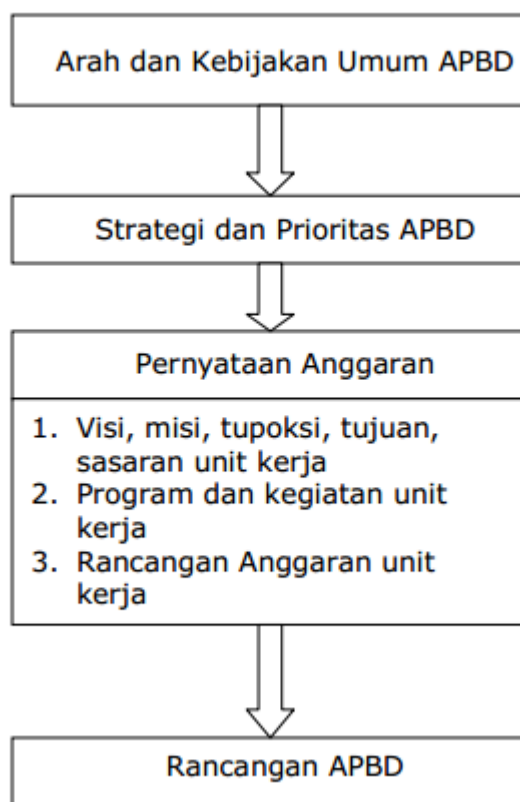 Arah dan Kebijakan Umum APBD
Strategi dan Prioritas APBD
Pernyataan Anggaran
1. Visi, misi, tupoksi, tujuan,
sasaran unit kerja
2. Program dan kegiatan unit
kerja
3. Rancangan Anggaran unit
kerja
Rancangan APBD